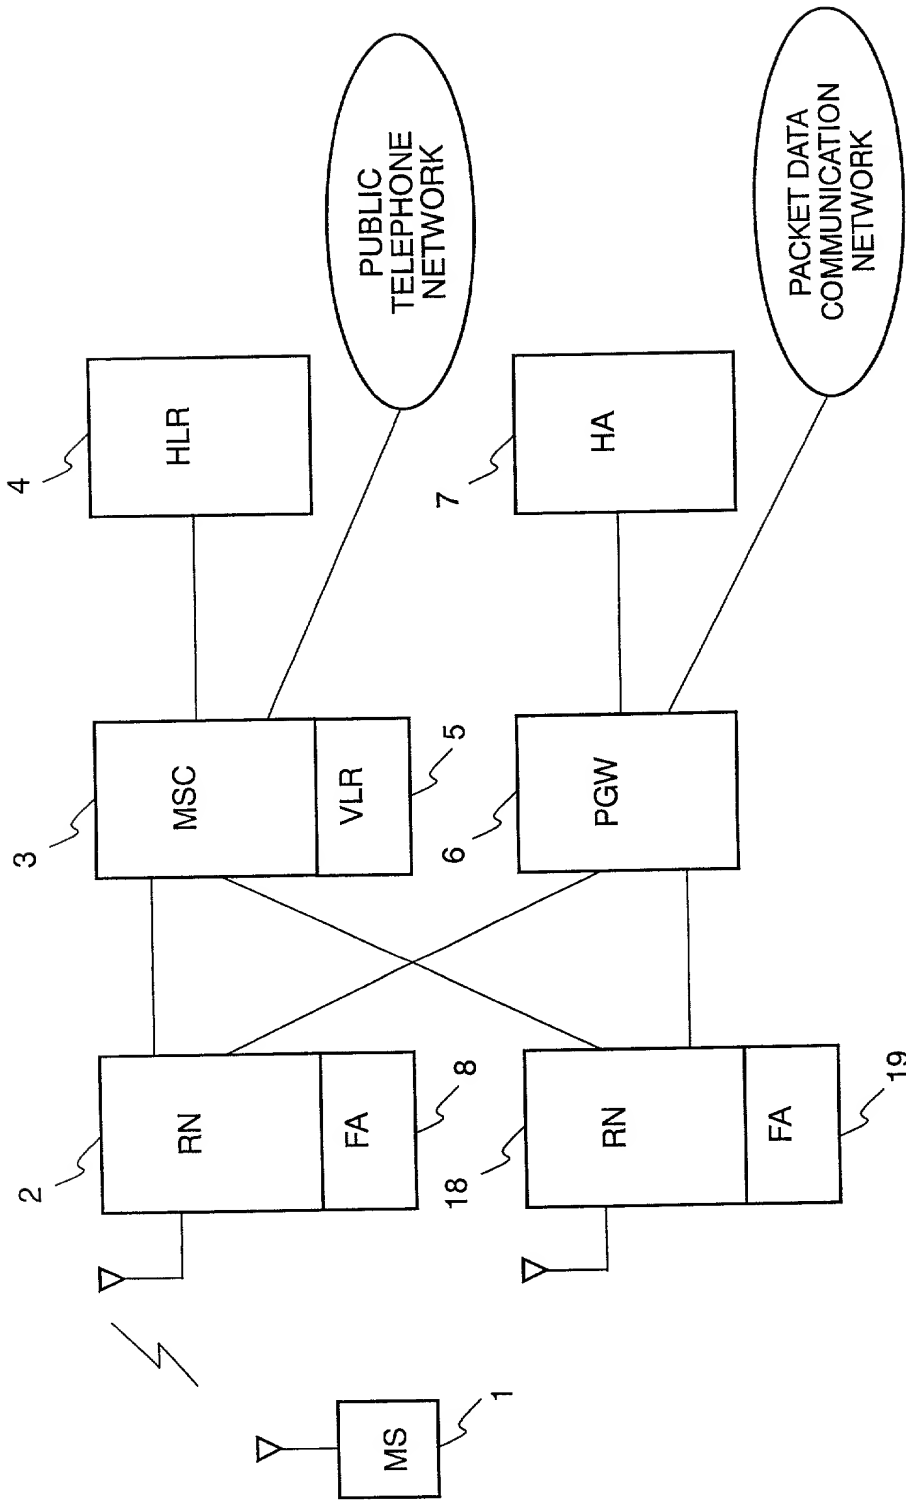 4
HLR
PUBLIC
TELEPHONE
NETWORK
3
MSC
VLR
5
2
RN
FA
8
MS
1
7
HA
PACKET DATA
COMMUNICATION
NETWORK
6
PGW
18
RN
FA
19